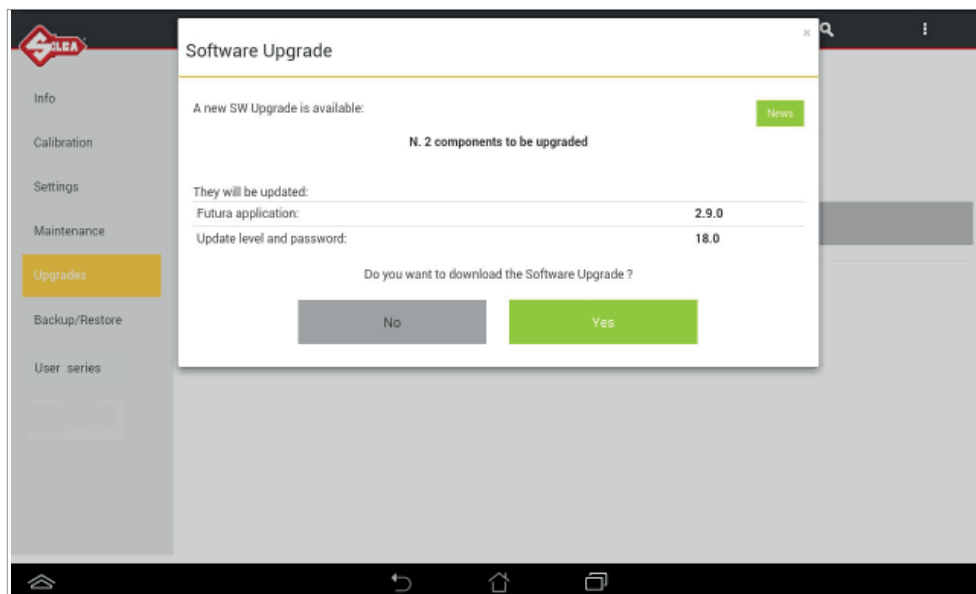 SILCA
Software Upgrade
×
Info
Calibration
Settings
Maintenance
Upgrades
Backup/Restore
User series
A new SW Upgrade is available:
News
N. 2 components to be upgraded
They will be updated:
Futura application: 2.9.0
Update level and password: 18.0
Do you want to download the Software Upgrade ?
No
Yes